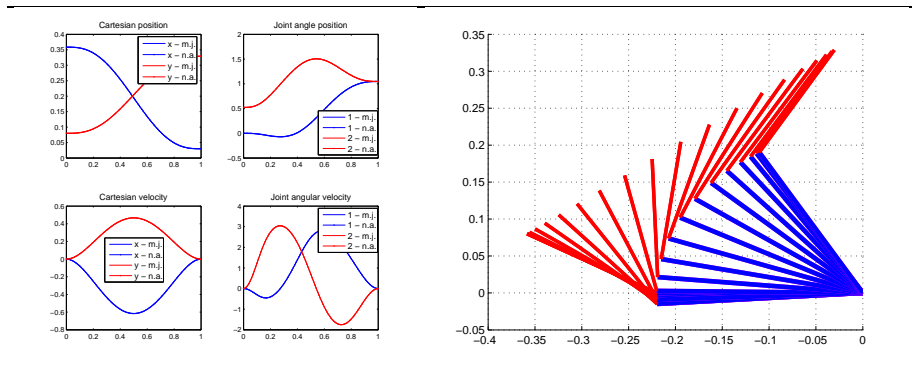 Cartesian position
0.4
0.35
0.3
0.25
0.2
0.15
0.1
0.05
0
0 0.2 0.4 0.6 0.8 1
x − m.j.
x − n.a.
y − m.j.
y − n.a.
Joint angle position
2
1.5
1
0.5
0
−0.5
0 0.2 0.4 0.6 0.8 1
1 − m.j.
1 − n.a.
2 − m.j.
2 − n.a.
Cartesian velocity
0.6
0.4
0.2
0
−0.2
−0.4
−0.6
−0.8
0 0.2 0.4 0.6 0.8 1
x − m.j.
x − n.a.
y − m.j.
y − n.a.
Joint angular velocity
4
3
2
1
0
−1
−2
0 0.2 0.4 0.6 0.8 1
1 − m.j.
1 − n.a.
2 − m.j.
2 − n.a.
0.35
0.3
0.25
0.2
0.15
0.1
0.05
0
−0.05
−0.4 −0.35 −0.3 −0.25 −0.2 −0.15 −0.1 −0.05 0